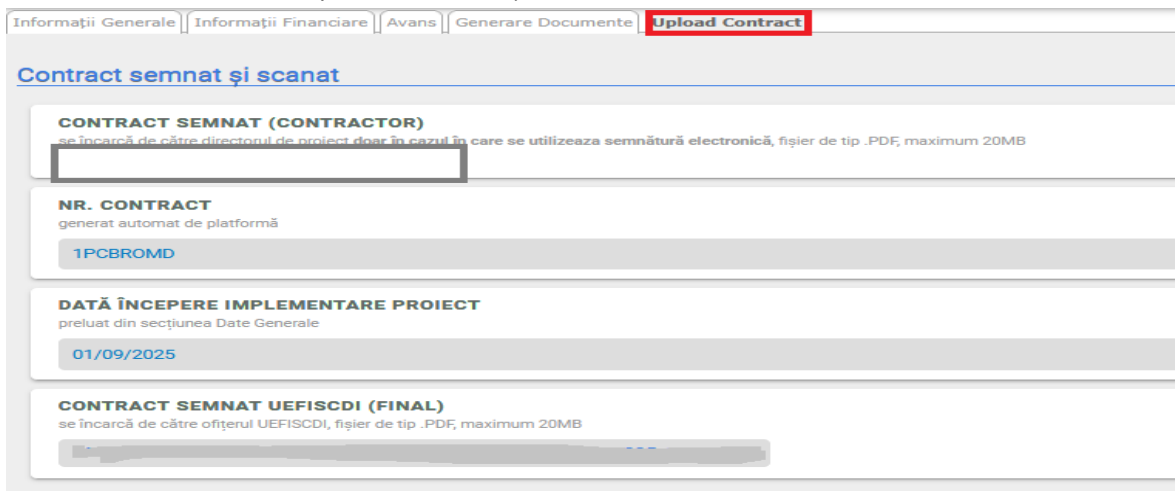 Informații Generale Informații Financiare Avans Generare Documente Upload Contract
Contract semnat și scanat
CONTRACT SEMNAT (CONTRACTOR)
se încarcă de către directorul de proiect doar în cazul în care se utilizeaza semnătură electronică, fișier de tip .PDF, maximum 20MB
NR. CONTRACT
generat automat de platformă
1PCBROMD
DATĂ ÎNCEPERE IMPLEMENTARE PROIECT
preluat din secțiunea Date Generale
01/09/2025
CONTRACT SEMNAT UEFISCDI (FINAL)
se încarcă de către ofițerul UEFISCDI, fișier de tip .PDF, maximum 20MB